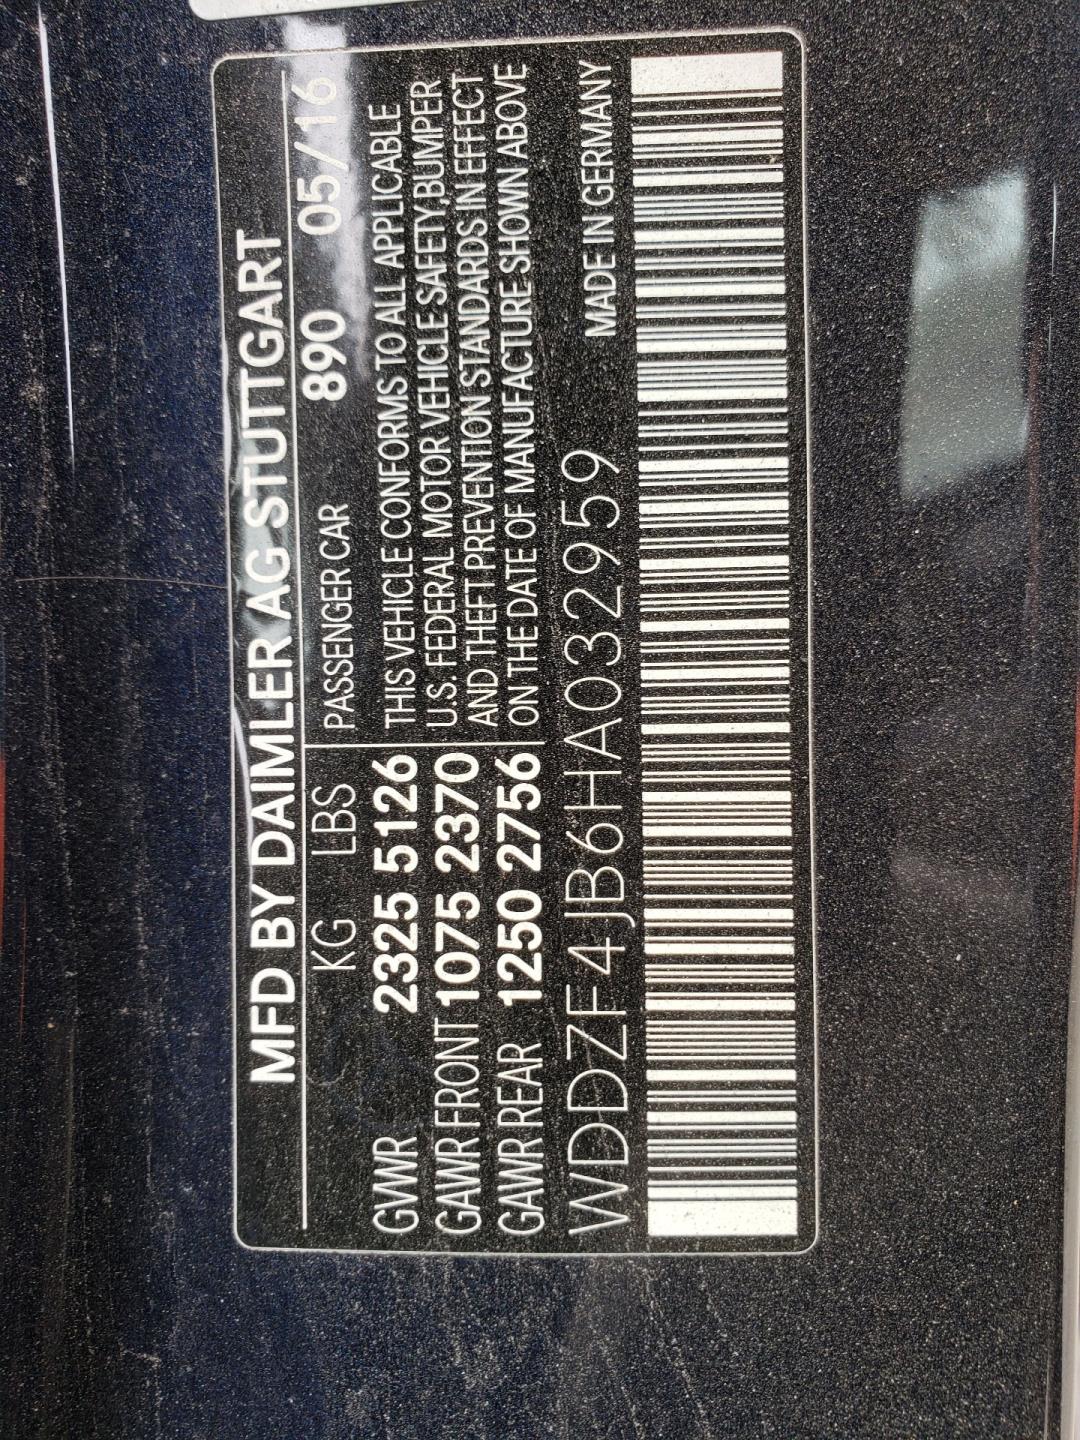 MFD BY DAIMLER AG STUTTGART
KG LBS PASSENGER CAR 890 05/16
GVWR 2325 5126 THIS VEHICLE CONFORMS TO ALL APPLICABLE
GAWR FRONT 1075 2370 U.S. FEDERAL MOTOR VEHICLE SAFETY,BUMPER
GAWR REAR 1250 2756 AND THEFT PREVENTION STANDARDS IN EFFECT
ON THE DATE OF MANUFACTURE SHOWN ABOVE
WDDZF4JB6HA032959 MADE IN GERMANY